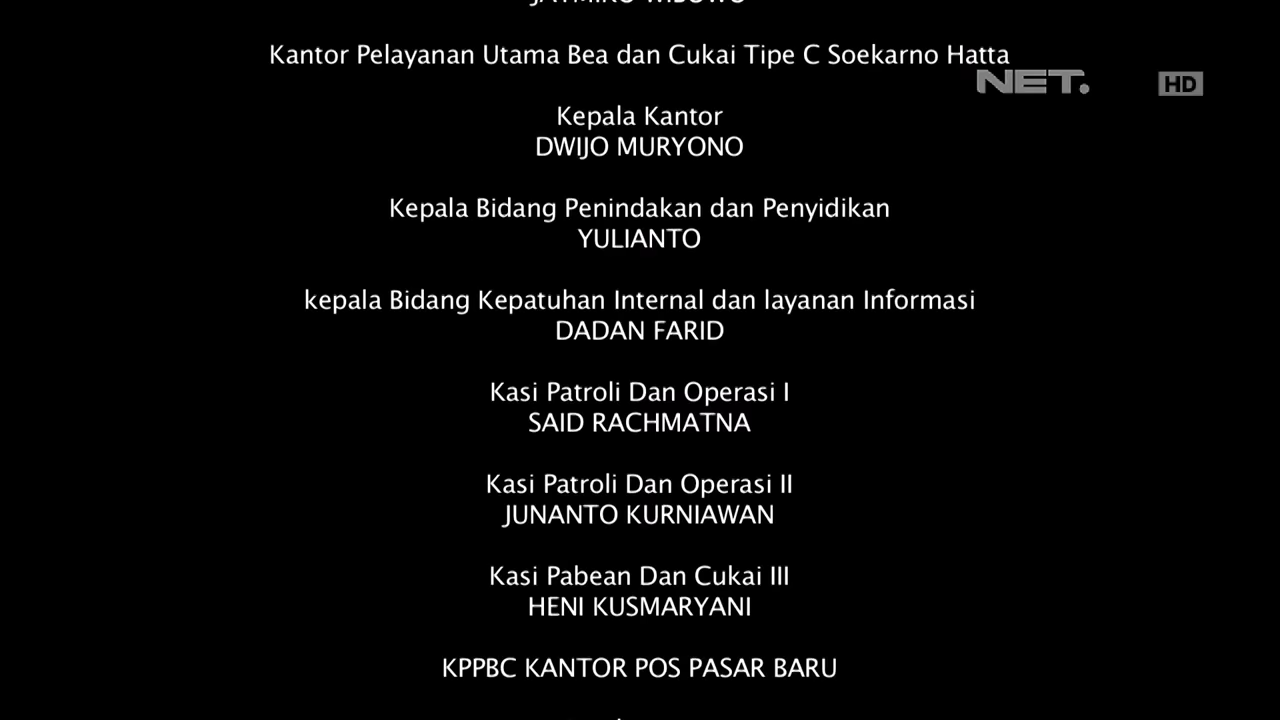 Kantor Pelayanan Utama Bea dan Cukai Tipe C Soekarno Hatta
NET.
HD
Kepala Kantor
DWIJO MURYONO
Kepala Bidang Penindakan dan Penyidikan
YULIANTO
kepala Bidang Kepatuhan Internal dan layanan Informasi
DADAN FARID
Kasi Patroli Dan Operasi I
SAID RACHMATNA
Kasi Patroli Dan Operasi II
JUNANTO KURNIAWAN
Kasi Pabean Dan Cukai III
HENI KUSMARYANI
KPPBC KANTOR POS PASAR BARU